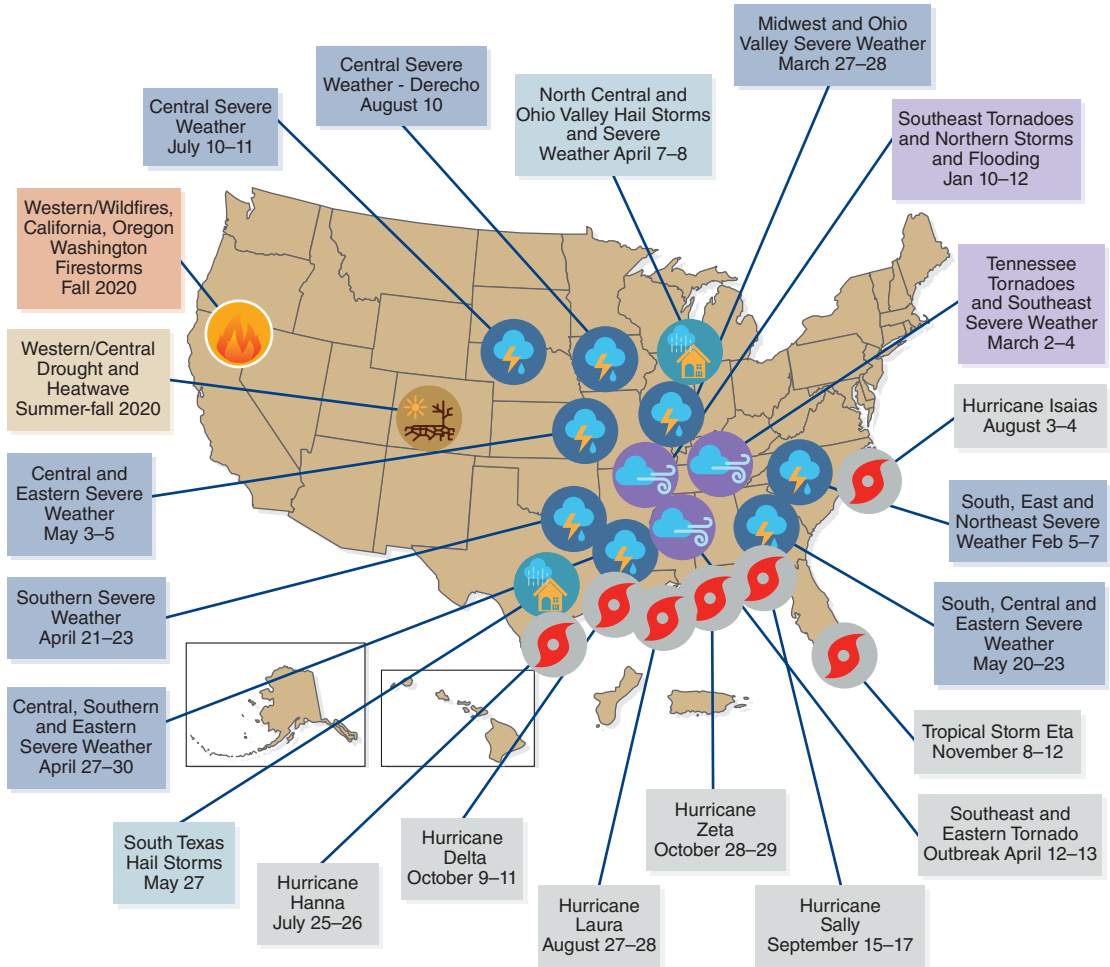 Midwest and Ohio
Valley Severe Weather
March 27–28
Central Severe
Weather - Derecho
August 10
North Central and
Ohio Valley Hail Storms
and Severe
Weather April 7–8
Central Severe
Weather
July 10–11
Southeast Tornadoes
and Northern Storms
and Flooding
Jan 10–12
Western/Wildfires,
California, Oregon
Washington
Firestorms
Fall 2020
Tennessee
Tornadoes
and Southeast
Severe Weather
March 2–4
Western/Central
Drought and
Heatwave
Summer-fall 2020
Hurricane Isaias
August 3–4
Central and
Eastern Severe
Weather
May 3–5
South, East and
Northeast Severe
Weather Feb 5–7
Southern Severe
Weather
April 21–23
South, Central and
Eastern Severe
Weather
May 20–23
Central, Southern
and Eastern
Severe Weather
April 27–30
Tropical Storm Eta
November 8–12
South Texas
Hail Storms
May 27
Hurricane
Hanna
July 25–26
Hurricane
Delta
October 9–11
Hurricane
Laura
August 27–28
Hurricane
Zeta
October 28–29
Hurricane
Sally
September 15–17
Southeast and
Eastern Tornado
Outbreak April 12–13